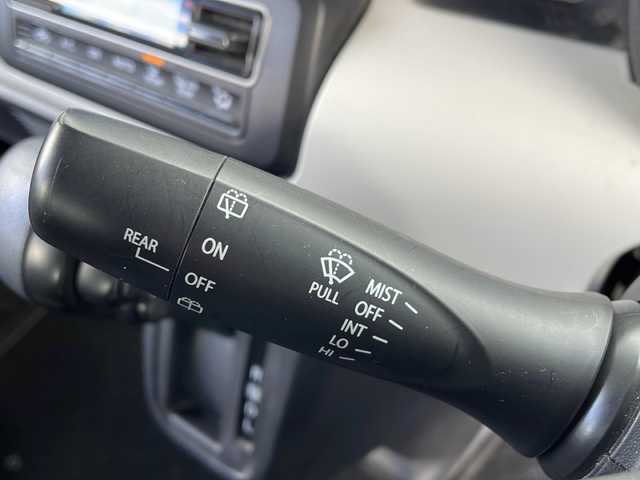 REAR
ON
OFF
PULL
MIST
OFF
INT
LO
HI